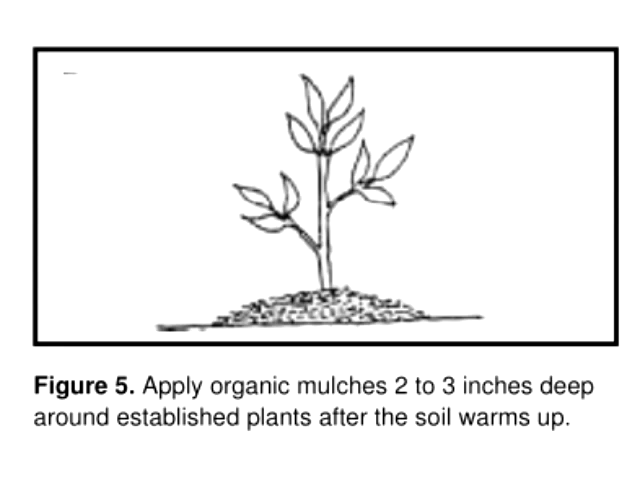 Figure 5. Apply organic mulches 2 to 3 inches deep
around established plants after the soil warms up.